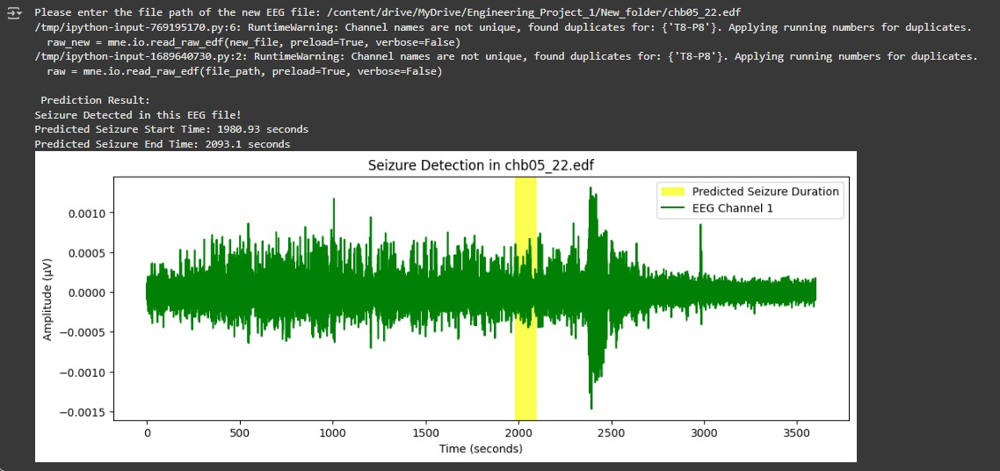 Please enter the file path of the new EEG file: /content/drive/MyDrive/Engineering_Project_1/New_folder/chb05_22.edf
/tmp/ipython-input-769195170.py:6: RuntimeWarning: Channel names are not unique, found duplicates for: {'T8-P8'}. Applying running numbers for duplicates.
  raw_new = mne.io.read_raw_edf(new_file, preload=True, verbose=False)
/tmp/ipython-input-1689640730.py:2: RuntimeWarning: Channel names are not unique, found duplicates for: {'T8-P8'}. Applying running numbers for duplicates.
  raw = mne.io.read_raw_edf(file_path, preload=True, verbose=False)
Prediction Result:
Seizure Detected in this EEG file!
Predicted Seizure Start Time: 1980.93 seconds
Predicted Seizure End Time: 2093.1 seconds
Seizure Detection in chb05_22.edf
Predicted Seizure Duration
EEG Channel 1
Amplitude (µV)
0.0010
0.0005
0.0000
−0.0005
−0.0010
−0.0015
0 500 1000 1500 2000 2500 3000 3500
Time (seconds)